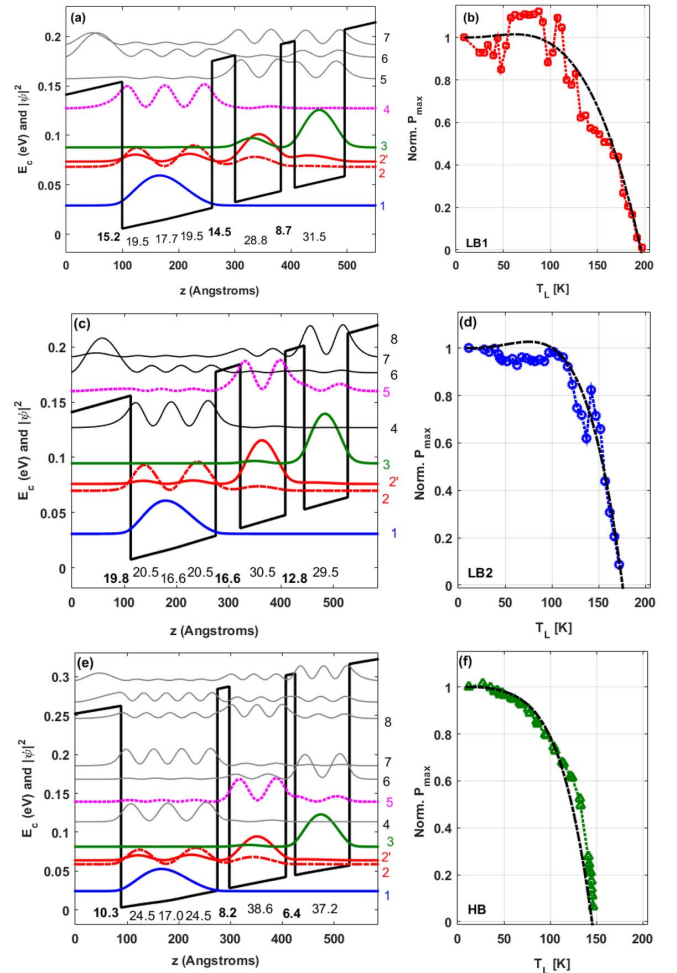 (a)
E_c (eV) and |ψ|²
0.2
0.15
0.1
0.05
0
7
6
5
4
3
2'
2
1
15.2 19.5 17.7 19.5 14.5 28.8 8.7 31.5
0 100 200 300 400 500
z (Angstroms)
(b)
Norm. P_max
1
0.8
0.6
0.4
0.2
0
LB1
0 50 100 150 200
T_L [K]
(c)
E_c (eV) and |ψ|²
0.2
0.15
0.1
0.05
0
8
7
6
5
4
3
2'
2
1
19.8 20.5 16.6 20.5 16.6 30.5 12.8 29.5
0 100 200 300 400 500
z (Angstroms)
(d)
Norm. P_max
1
0.8
0.6
0.4
0.2
0
LB2
0 50 100 150 200
T_L [K]
(e)
E_c (eV) and |ψ|²
0.3
0.25
0.2
0.15
0.1
0.05
0
8
7
6
5
4
3
2'
2
1
10.3 24.5 17.0 24.5 8.2 38.6 6.4 37.2
0 100 200 300 400 500
z (Angstroms)
(f)
Norm. P_max
1
0.8
0.6
0.4
0.2
0
HB
0 50 100 150 200
T_L [K]